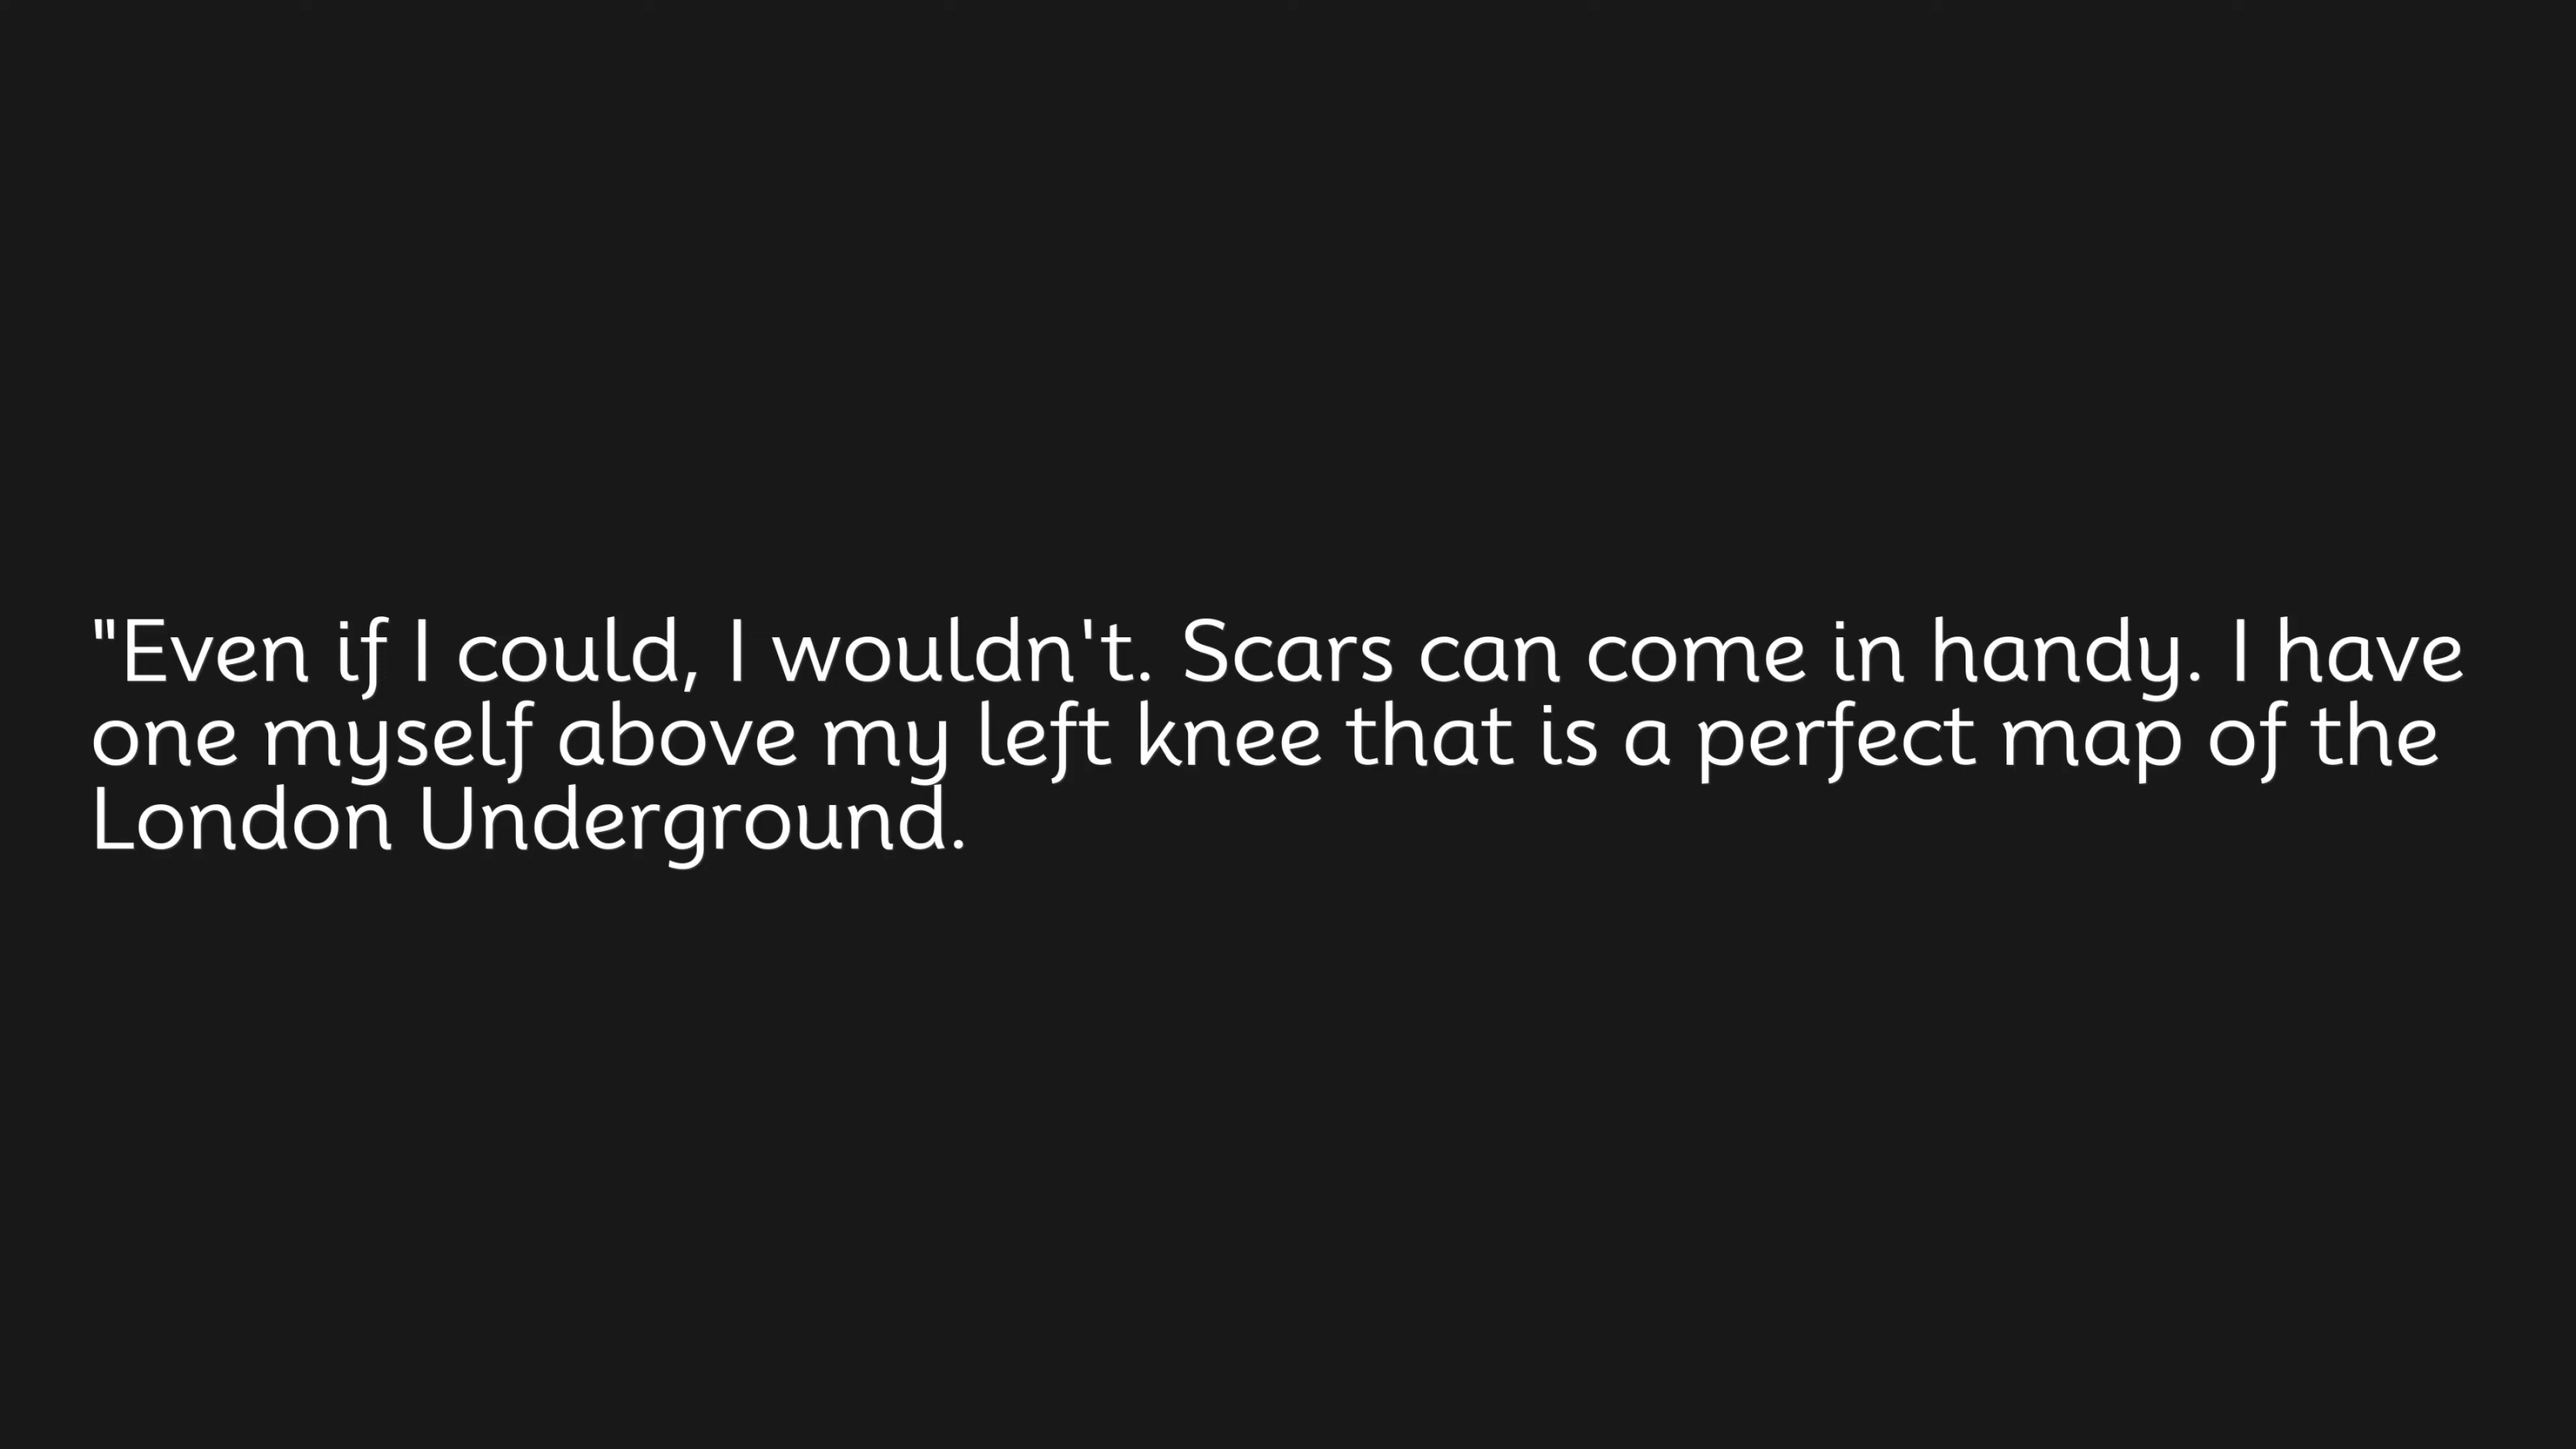 "Even if I could, I wouldn't. Scars can come in handy. I have
one myself above my left knee that is a perfect map of the
London Underground.